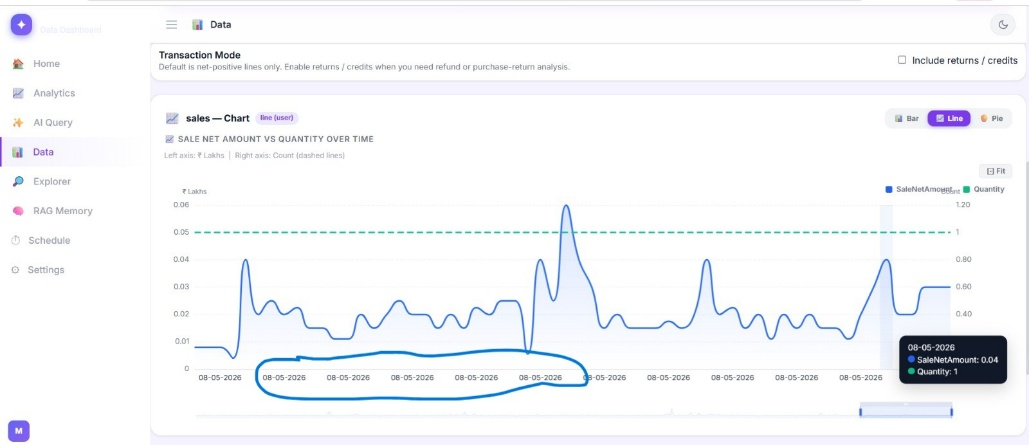 Data Dashboard
Data
Home
Analytics
AI Query
Data
Explorer
RAG Memory
Schedule
Settings
M
Transaction Mode
Default is net-positive lines only. Enable returns / credits when you need refund or purchase-return analysis.
Include returns / credits
sales — Chart line (user)
Bar Line Pie
SALE NET AMOUNT VS QUANTITY OVER TIME
Left axis: ₹ Lakhs | Right axis: Count (dashed lines)
Fit
₹ Lakhs
SaleNetAmount Count Quantity
0.06 1.20
0.05 1
0.04 0.80
0.03 0.60
0.02 0.40
0.01
0
08-05-2026 08-05-2026 08-05-2026 08-05-2026 08-05-2026 08-05-2026 08-05-2026 08-05-2026 08-05-2026 08-05-2026 08-05-2026
08-05-2026
SaleNetAmount: 0.04
Quantity: 1